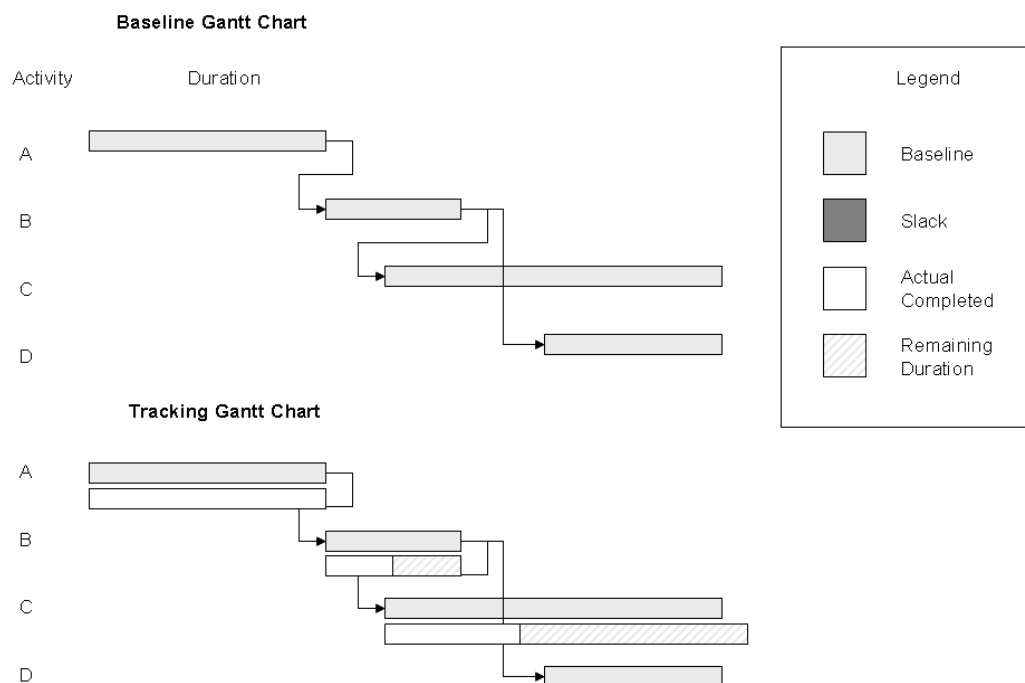 Baseline Gantt Chart
Activity Duration
A
B
C
D
Legend
Baseline
Slack
Actual
Completed
Remaining
Duration
Tracking Gantt Chart
A
B
C
D